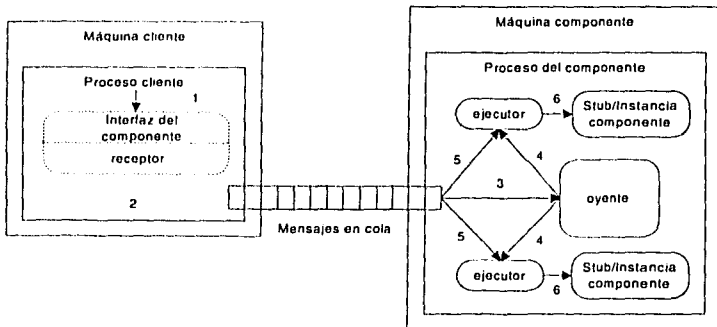 Máquina cliente
Proceso cliente
1
Interfaz del
componente
receptor
2
Mensajes en cola
Máquina componente
Proceso del componente
ejecutor
6
Stub/Instancia
componente
5
4
3
oyente
5
4
ejecutor
6
Stub/Instancia
componente